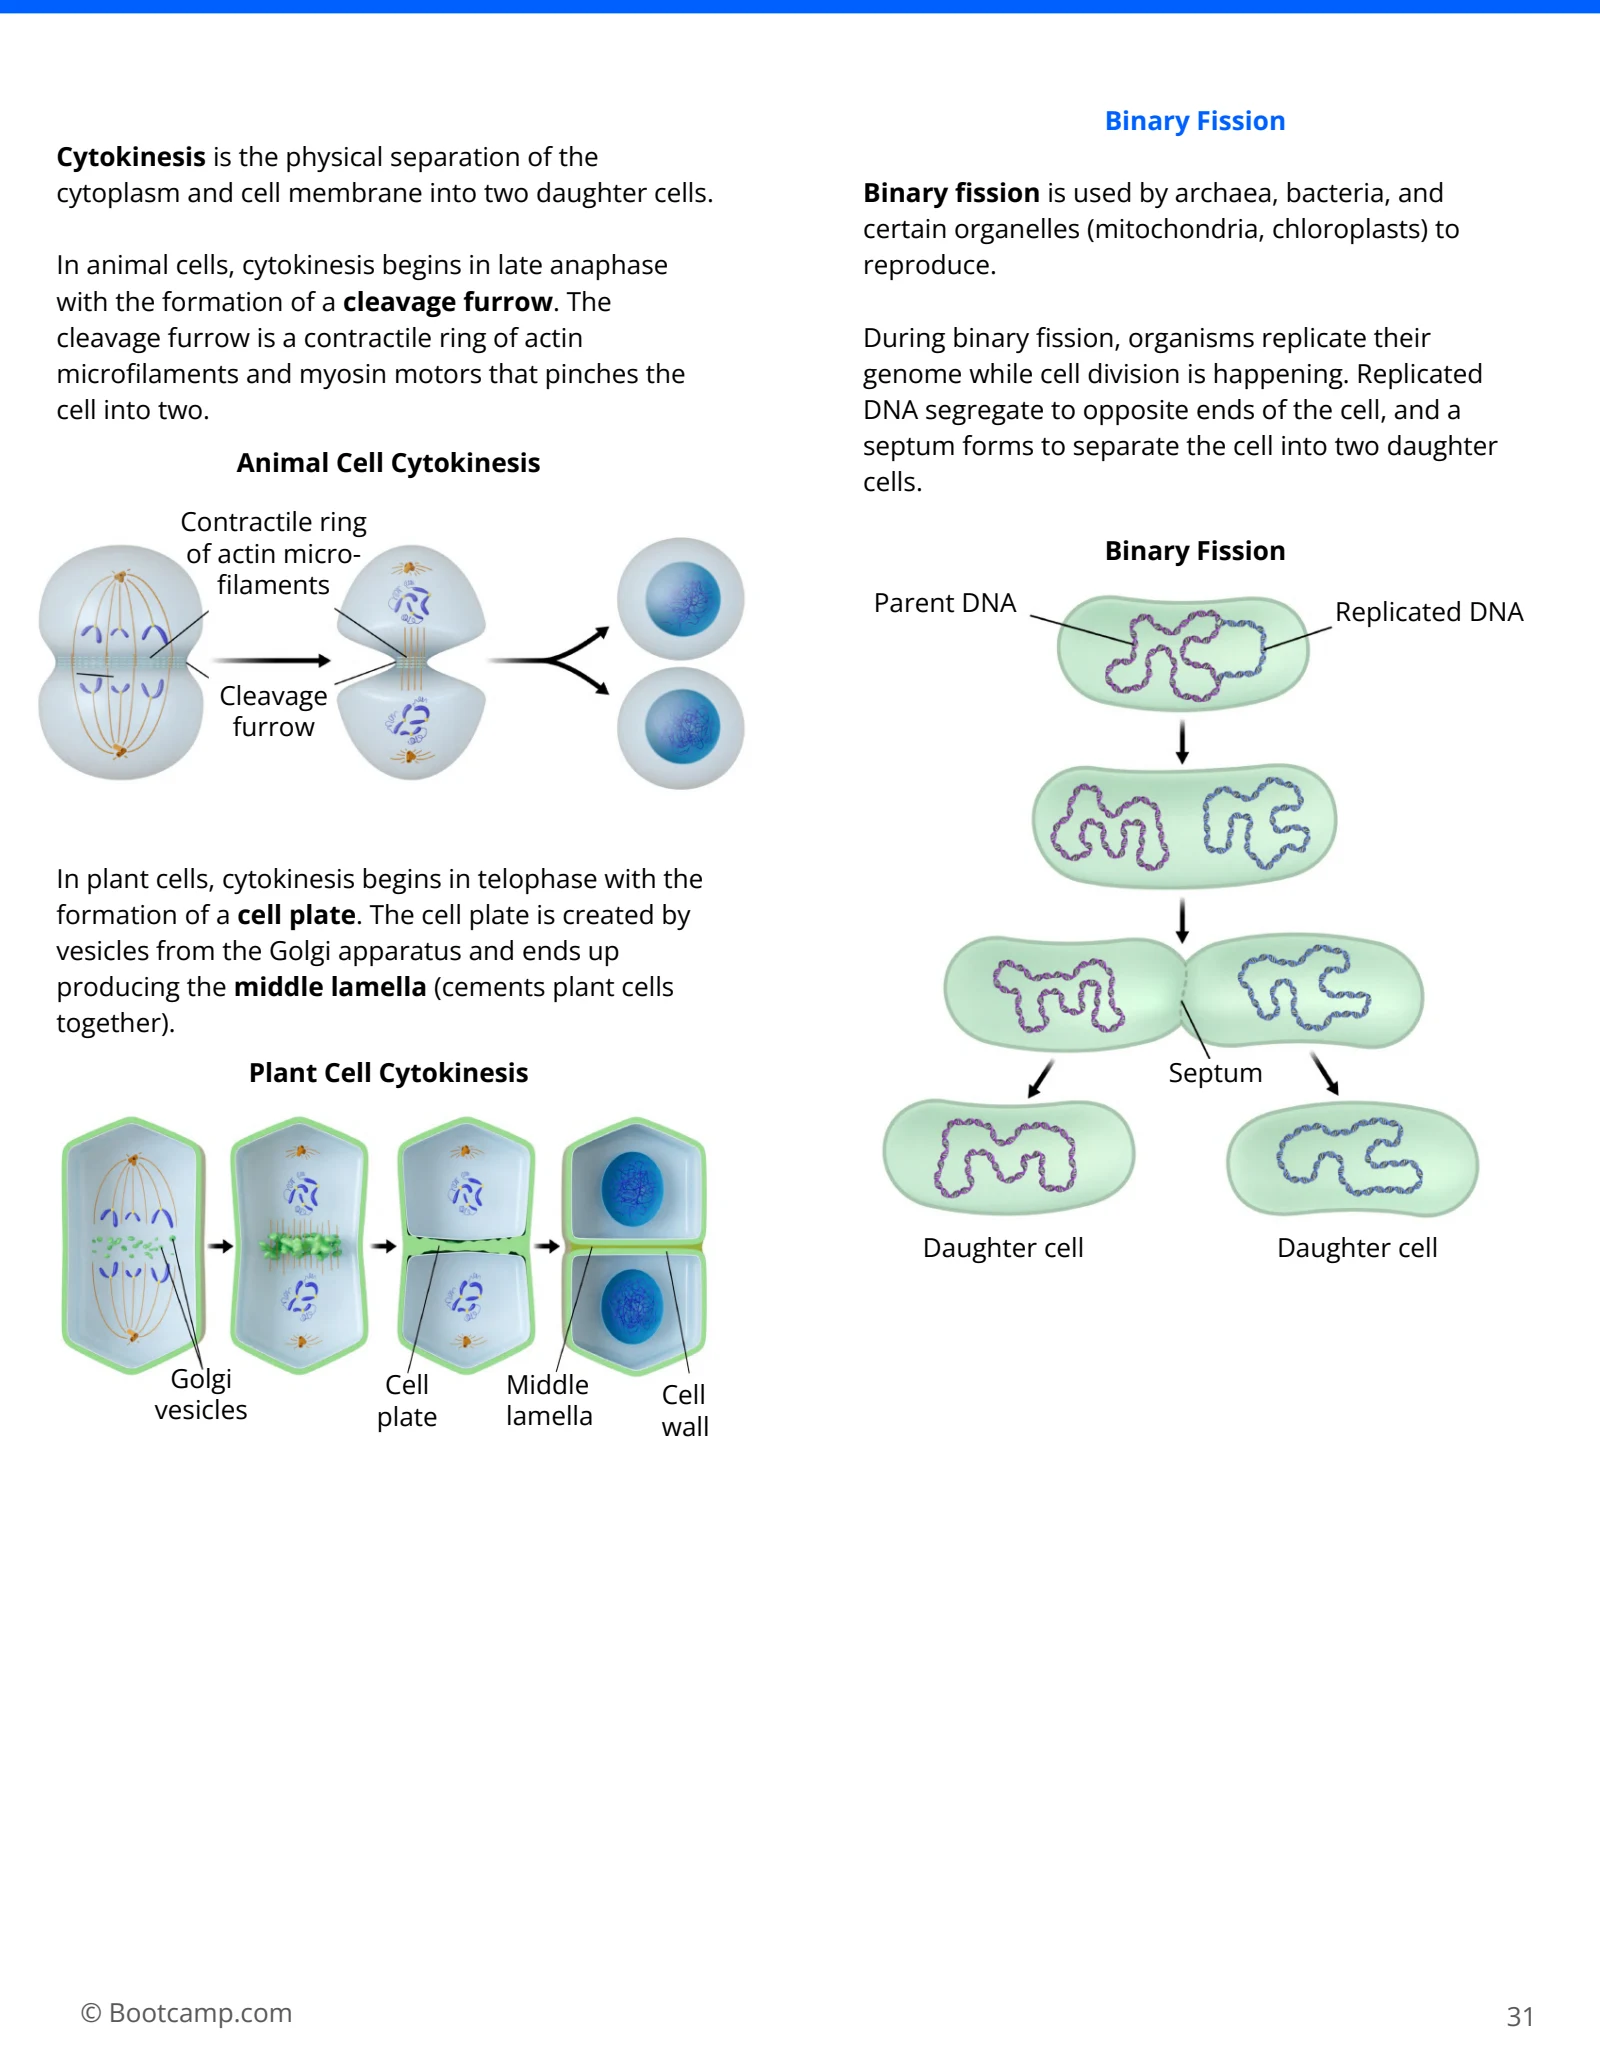 Cytokinesis is the physical separation of the
cytoplasm and cell membrane into two daughter cells.
In animal cells, cytokinesis begins in late anaphase
with the formation of a cleavage furrow. The
cleavage furrow is a contractile ring of actin
microfilaments and myosin motors that pinches the
cell into two.
Animal Cell Cytokinesis
Contractile ring
of actin micro-
filaments
Cleavage
furrow
In plant cells, cytokinesis begins in telophase with the
formation of a cell plate. The cell plate is created by
vesicles from the Golgi apparatus and ends up
producing the middle lamella (cements plant cells
together).
Plant Cell Cytokinesis
Golgi
vesicles
Cell
plate
Middle
lamella
Cell
wall
Binary Fission
Binary fission is used by archaea, bacteria, and
certain organelles (mitochondria, chloroplasts) to
reproduce.
During binary fission, organisms replicate their
genome while cell division is happening. Replicated
DNA segregate to opposite ends of the cell, and a
septum forms to separate the cell into two daughter
cells.
Binary Fission
Parent DNA
Replicated DNA
Septum
Daughter cell
Daughter cell
© Bootcamp.com
31